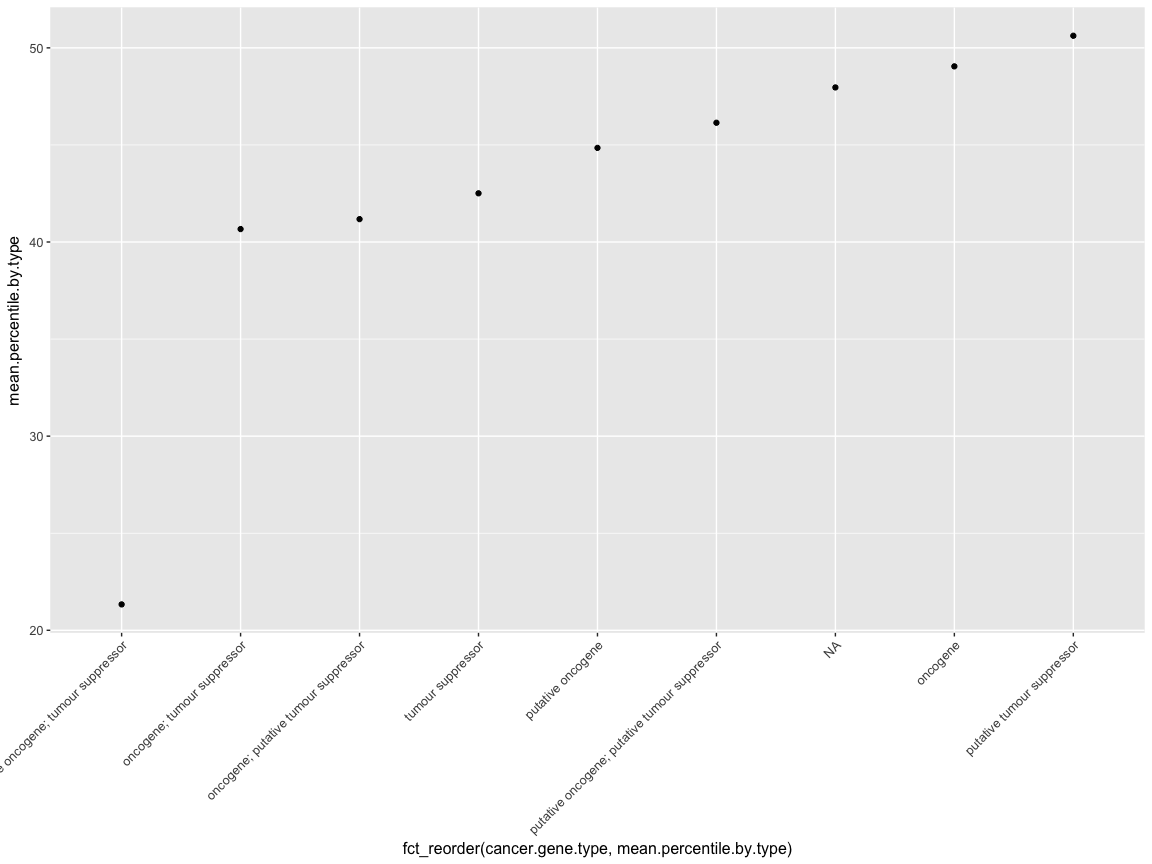 50
40
30
20
mean.percentile.by.type
oncogene; tumour suppressor
oncogene; tumour suppressor
oncogene; putative tumour suppressor
tumour suppressor
putative oncogene
putative oncogene; putative tumour suppressor
NA
oncogene
putative tumour suppressor
fct_reorder(cancer.gene.type, mean.percentile.by.type)